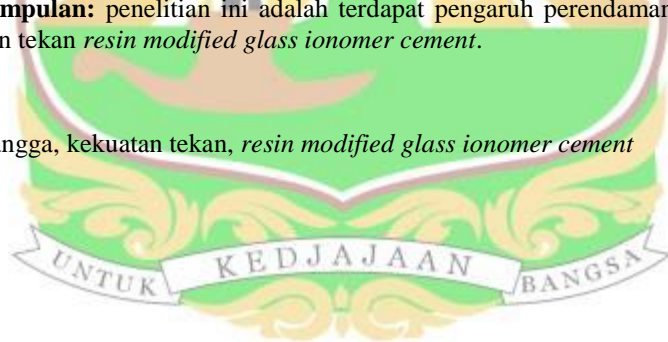 mpulan: penelitian ini adalah terdapat pengaruh perendaman
n tekan resin modified glass ionomer cement.
ngga, kekuatan tekan, resin modified glass ionomer cement
UNTUK KEDJAJAAN BANGSA